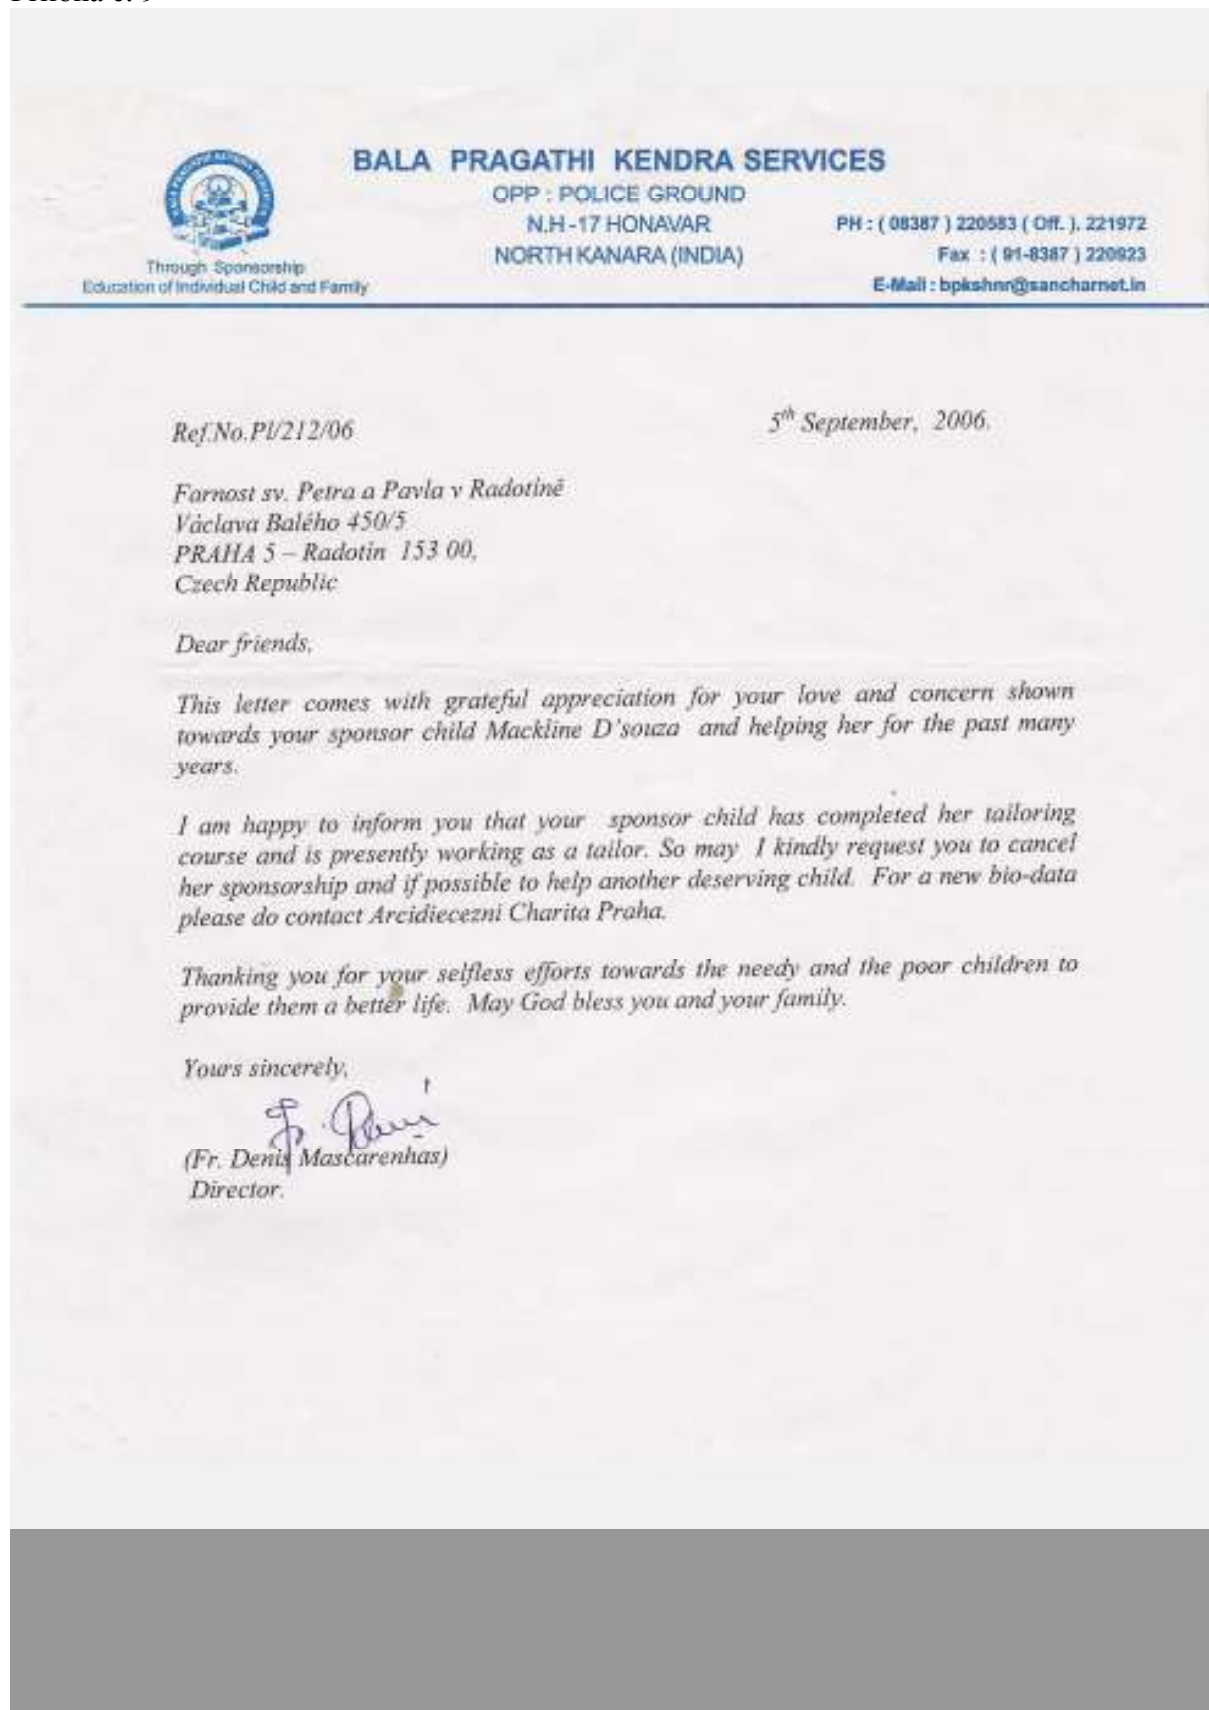 BALA PRAGATHI KENDRA SERVICES
OPP : POLICE GROUND
N.H -17 HONAVAR
NORTH KANARA (INDIA)
PH : ( 08387 ) 220583 ( Off. ), 221972
Fax : ( 91-8387 ) 220923
E-Mail : bpkshnr@sancharnet.in
Through Sponsorship
Education of Individual Child and Family
Ref.No.Pl/212/06
5th September, 2006.
Farnost sv. Petra a Pavla v Radotině
Václava Balého 450/5
PRAHA 5 – Radotin 153 00,
Czech Republic
Dear friends,
This letter comes with grateful appreciation for your love and concern shown
towards your sponsor child Mackline D'souza and helping her for the past many
years.
I am happy to inform you that your sponsor child has completed her tailoring
course and is presently working as a tailor. So may I kindly request you to cancel
her sponsorship and if possible to help another deserving child. For a new bio-data
please do contact Arcidiecezni Charita Praha.
Thanking you for your selfless efforts towards the needy and the poor children to
provide them a better life. May God bless you and your family.
Yours sincerely,
(Fr. Denis Mascarenhas)
Director.